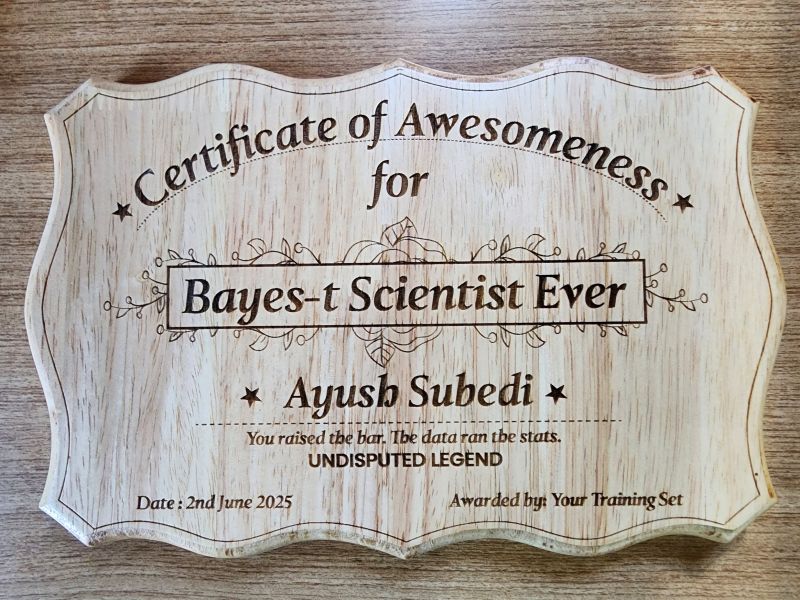 Certificate of Awesomeness
for
Bayes-t Scientist Ever
Ayush Subedi
You raised the bar. The data ran the stats.
UNDISPUTED LEGEND
Date : 2nd June 2025
Awarded by: Your Training Set